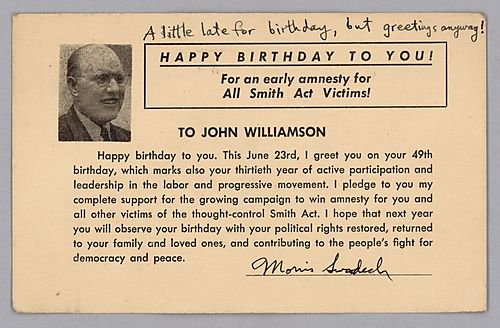 A little late for birthday, but greetings anyway!
HAPPY BIRTHDAY TO YOU!
For an early amnesty for
All Smith Act Victims!
TO JOHN WILLIAMSON
Happy birthday to you. This June 23rd, I greet you on your 49th
birthday, which marks also your thirtieth year of active participation and
leadership in the labor and progressive movement. I pledge to you my
complete support for the growing campaign to win amnesty for you and
all other victims of the thought-control Smith Act. I hope that next year
you will observe your birthday with your political rights restored, returned
to your family and loved ones, and contributing to the people's fight for
democracy and peace.
Morris Swadesh